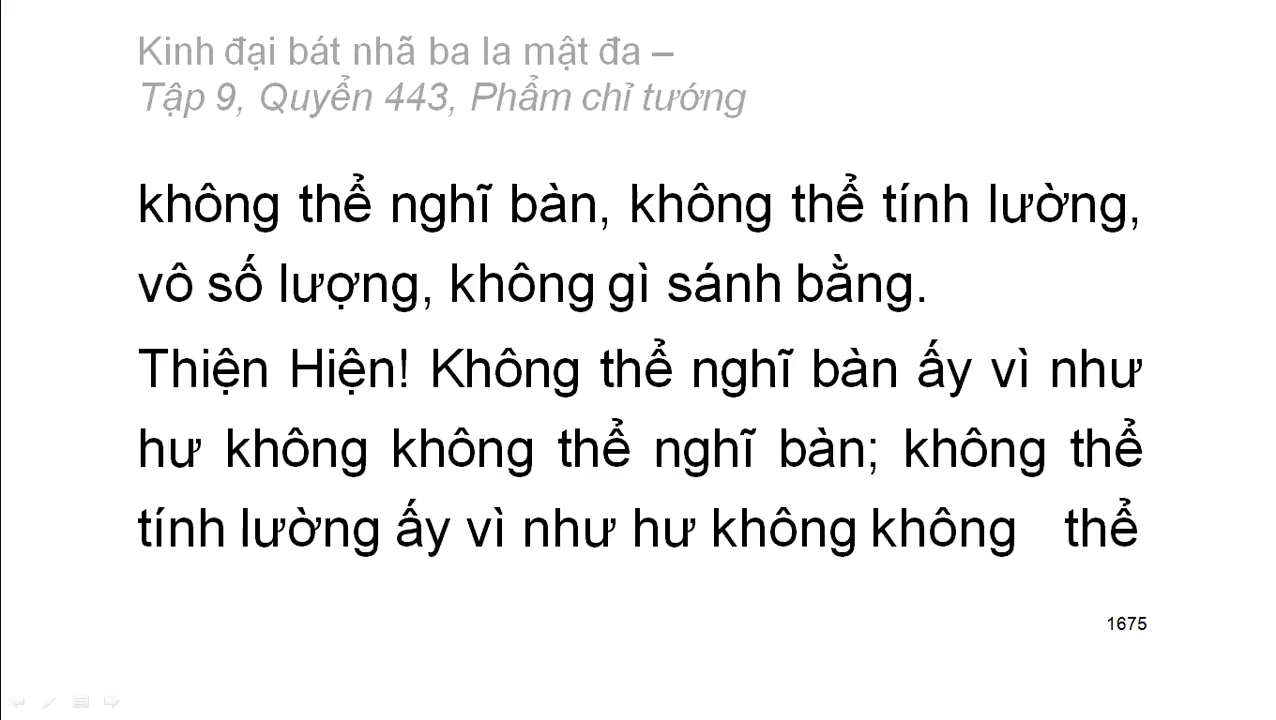 Kinh đại bát nhã ba la mật đa –
Tập 9, Quyển 443, Phẩm chỉ tướng
không thể nghĩ bàn, không thể tính lường,
vô số lượng, không gì sánh bằng.
Thiện Hiện! Không thể nghĩ bàn ấy vì như
hư không không thể nghĩ bàn; không thể
tính lường ấy vì như hư không không thể
1675